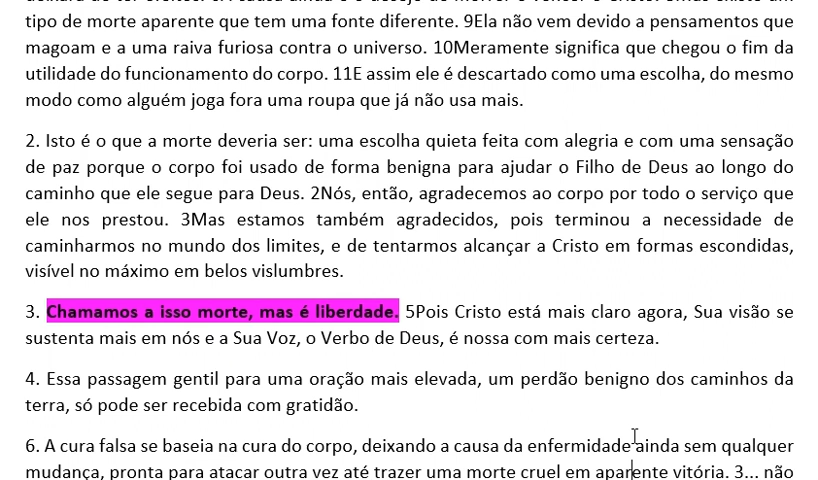 tipo de morte aparente que tem uma fonte diferente. 9Ela não vem devido a pensamentos que
magoam e a uma raiva furiosa contra o universo. 10Meramente significa que chegou o fim da
utilidade do funcionamento do corpo. 11E assim ele é descartado como uma escolha, do mesmo
modo como alguém joga fora uma roupa que já não usa mais.
2. Isto é o que a morte deveria ser: uma escolha quieta feita com alegria e com uma sensação
de paz porque o corpo foi usado de forma benigna para ajudar o Filho de Deus ao longo do
caminho que ele segue para Deus. 2Nós, então, agradecemos ao corpo por todo o serviço que
ele nos prestou. 3Mas estamos também agradecidos, pois terminou a necessidade de
caminharmos no mundo dos limites, e de tentarmos alcançar a Cristo em formas escondidas,
visível no máximo em belos vislumbres.
3. Chamamos a isso morte, mas é liberdade. 5Pois Cristo está mais claro agora, Sua visão se
sustenta mais em nós e a Sua Voz, o Verbo de Deus, é nossa com mais certeza.
4. Essa passagem gentil para uma oração mais elevada, um perdão benigno dos caminhos da
terra, só pode ser recebida com gratidão.
6. A cura falsa se baseia na cura do corpo, deixando a causa da enfermidade ainda sem qualquer
mudança, pronta para atacar outra vez até trazer uma morte cruel em aparente vitória. 3... não